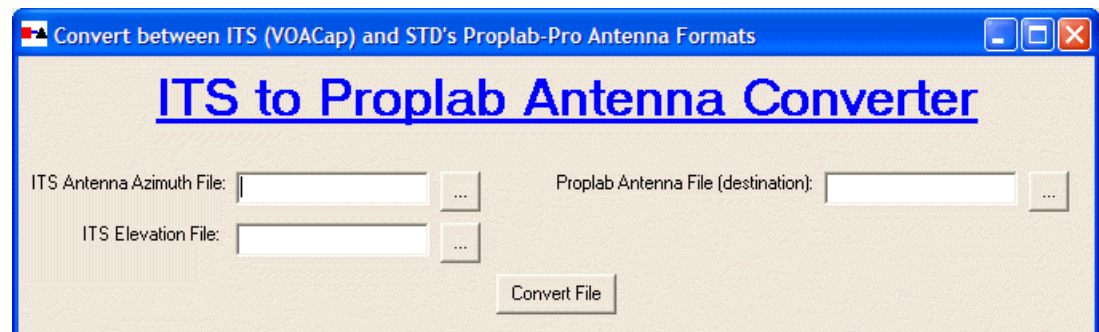 Convert between ITS (VOACap) and STD's Proplab-Pro Antenna Formats
ITS to Proplab Antenna Converter
ITS Antenna Azimuth File: ... Proplab Antenna File (destination): ...
ITS Elevation File: ...
Convert File